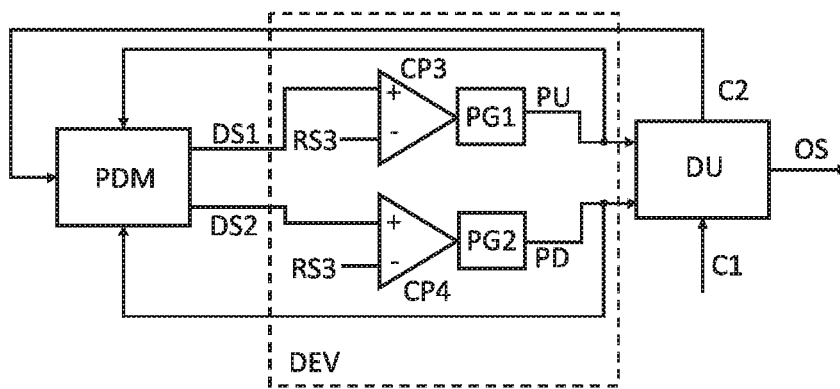 C2
CP3
+
-
PG1
PU
RS3
DS1
PDM
DU
OS
DS2
+
-
PG2
PD
RS3
CP4
C1
DEV